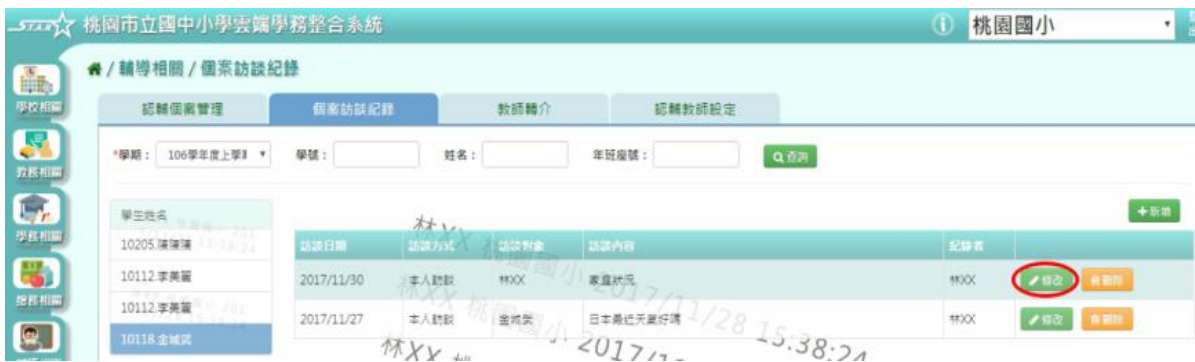 STAR 桃園市立國中小學雲端學務整合系統
桃園國小
/ 輔導相關 / 個案訪談紀錄
認輔個案管理 個案訪談紀錄 教師轉介 認輔教師設定
*學期： 106學年度上學期 學號： 姓名： 年班座號： 查詢
學校相關
教務相關
學務相關
總務相關
新增
學生姓名
10205.陳陳陳
10112.李美麗
10112.李美麗
10118.金城武
訪談日期 訪談方式 訪談對象 訪談內容 紀錄者
2017/11/30 本人訪談 林XX 家庭狀況 林XX 修改 刪除
2017/11/27 本人訪談 金城武 日本最近天氣好嗎 林XX 修改 刪除
林XX 桃園國小 2017/11/28 15:38:24
林XX